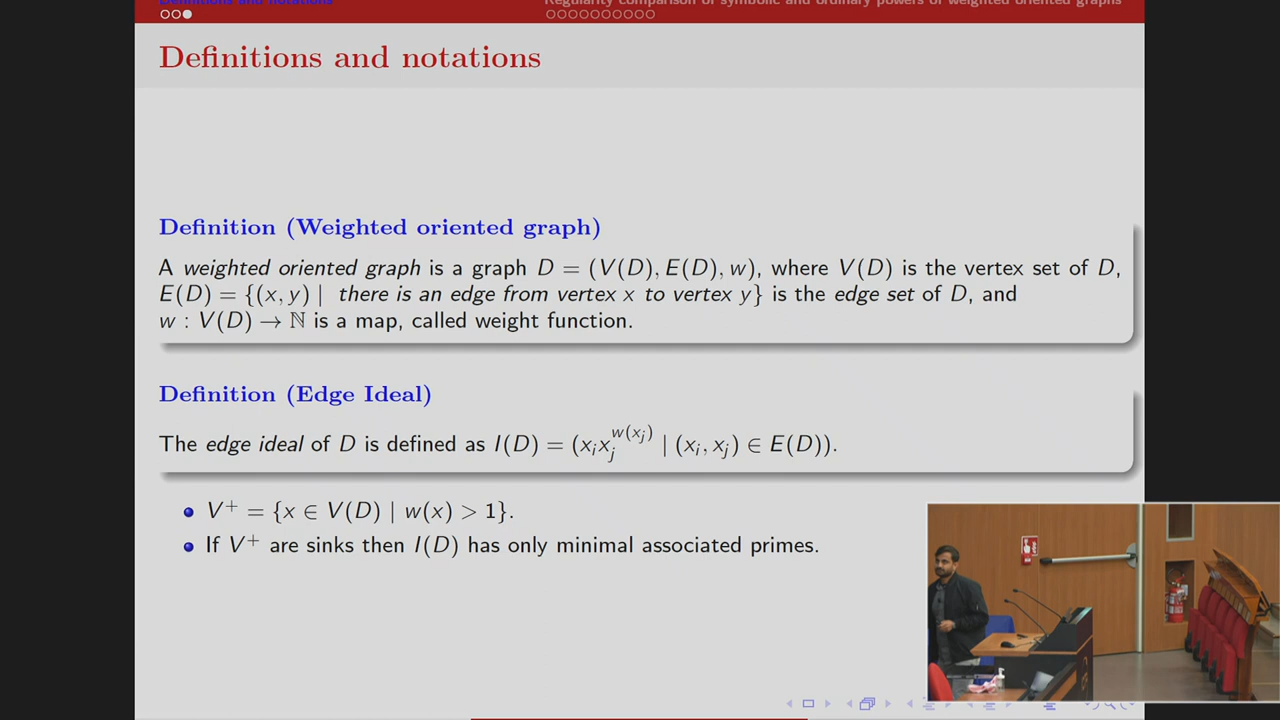 Definitions and notations
Regularity comparison of symbolic and ordinary powers of weighted oriented graphs
Definitions and notations
Definition (Weighted oriented graph)
A weighted oriented graph is a graph D = (V(D), E(D), w), where V(D) is the vertex set of D,
E(D) = {(x, y) | there is an edge from vertex x to vertex y} is the edge set of D, and
w : V(D) → ℕ is a map, called weight function.
Definition (Edge Ideal)
The edge ideal of D is defined as I(D) = (x_i x_j^{w(x_j)} | (x_i, x_j) ∈ E(D)).
V⁺ = {x ∈ V(D) | w(x) > 1}.
If V⁺ are sinks then I(D) has only minimal associated primes.